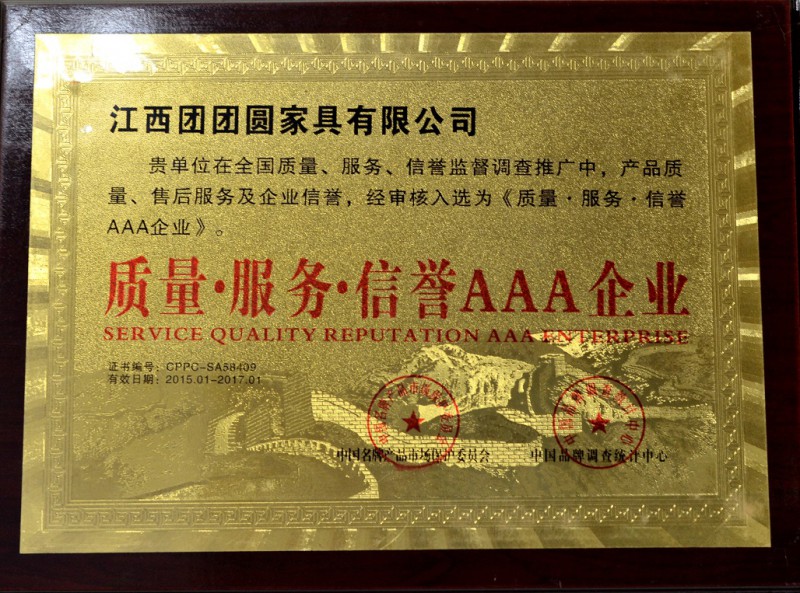 江西团团圆家具有限公司
贵单位在全国质量、服务、信誉监督调查推广中，产品质
量、售后服务及企业信誉，经审核入选为《质量·服务·信誉
AAA企业》。
质量·服务·信誉AAA企业
SERVICE QUALITY REPUTATION AAA ENTERPRISE
证书编号：CPPC-SA58409
有效日期：2015.01-2017.01
中国名牌产品市场保护委员会
中国品牌调查统计中心